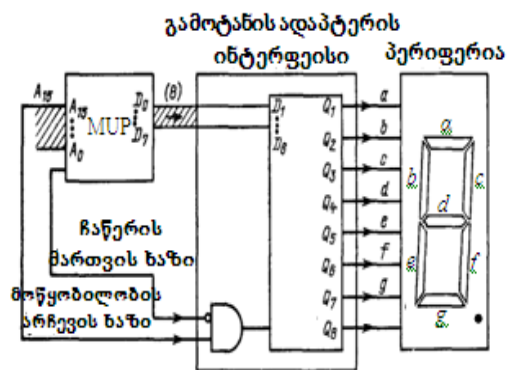 გამოტანის ადაპტერის
ინტერფეისი
პერიფერია
A15
A15
A0
MUP
D0
D7
(8)
D1
D8
Q1
Q2
Q3
Q4
Q5
Q6
Q7
Q8
a
b
c
d
e
f
g
a
b
c
d
e
f
g
ჩაწერის
მართვის ხაზი
მოწყობილობის
არჩევის ხაზი